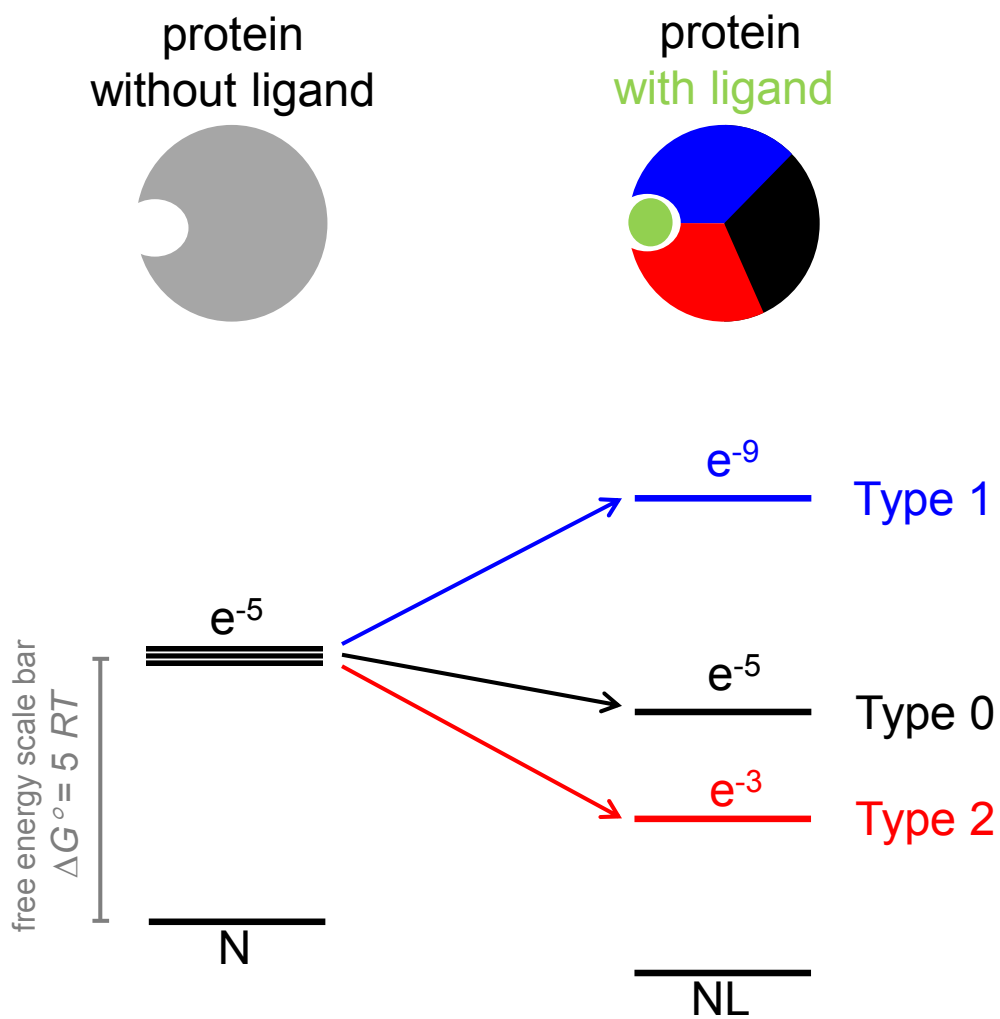 protein
without ligand
protein
with ligand
e⁻⁹
Type 1
e⁻⁵
e⁻⁵
Type 0
e⁻³
Type 2
free energy scale bar
ΔG° = 5 RT
N
NL